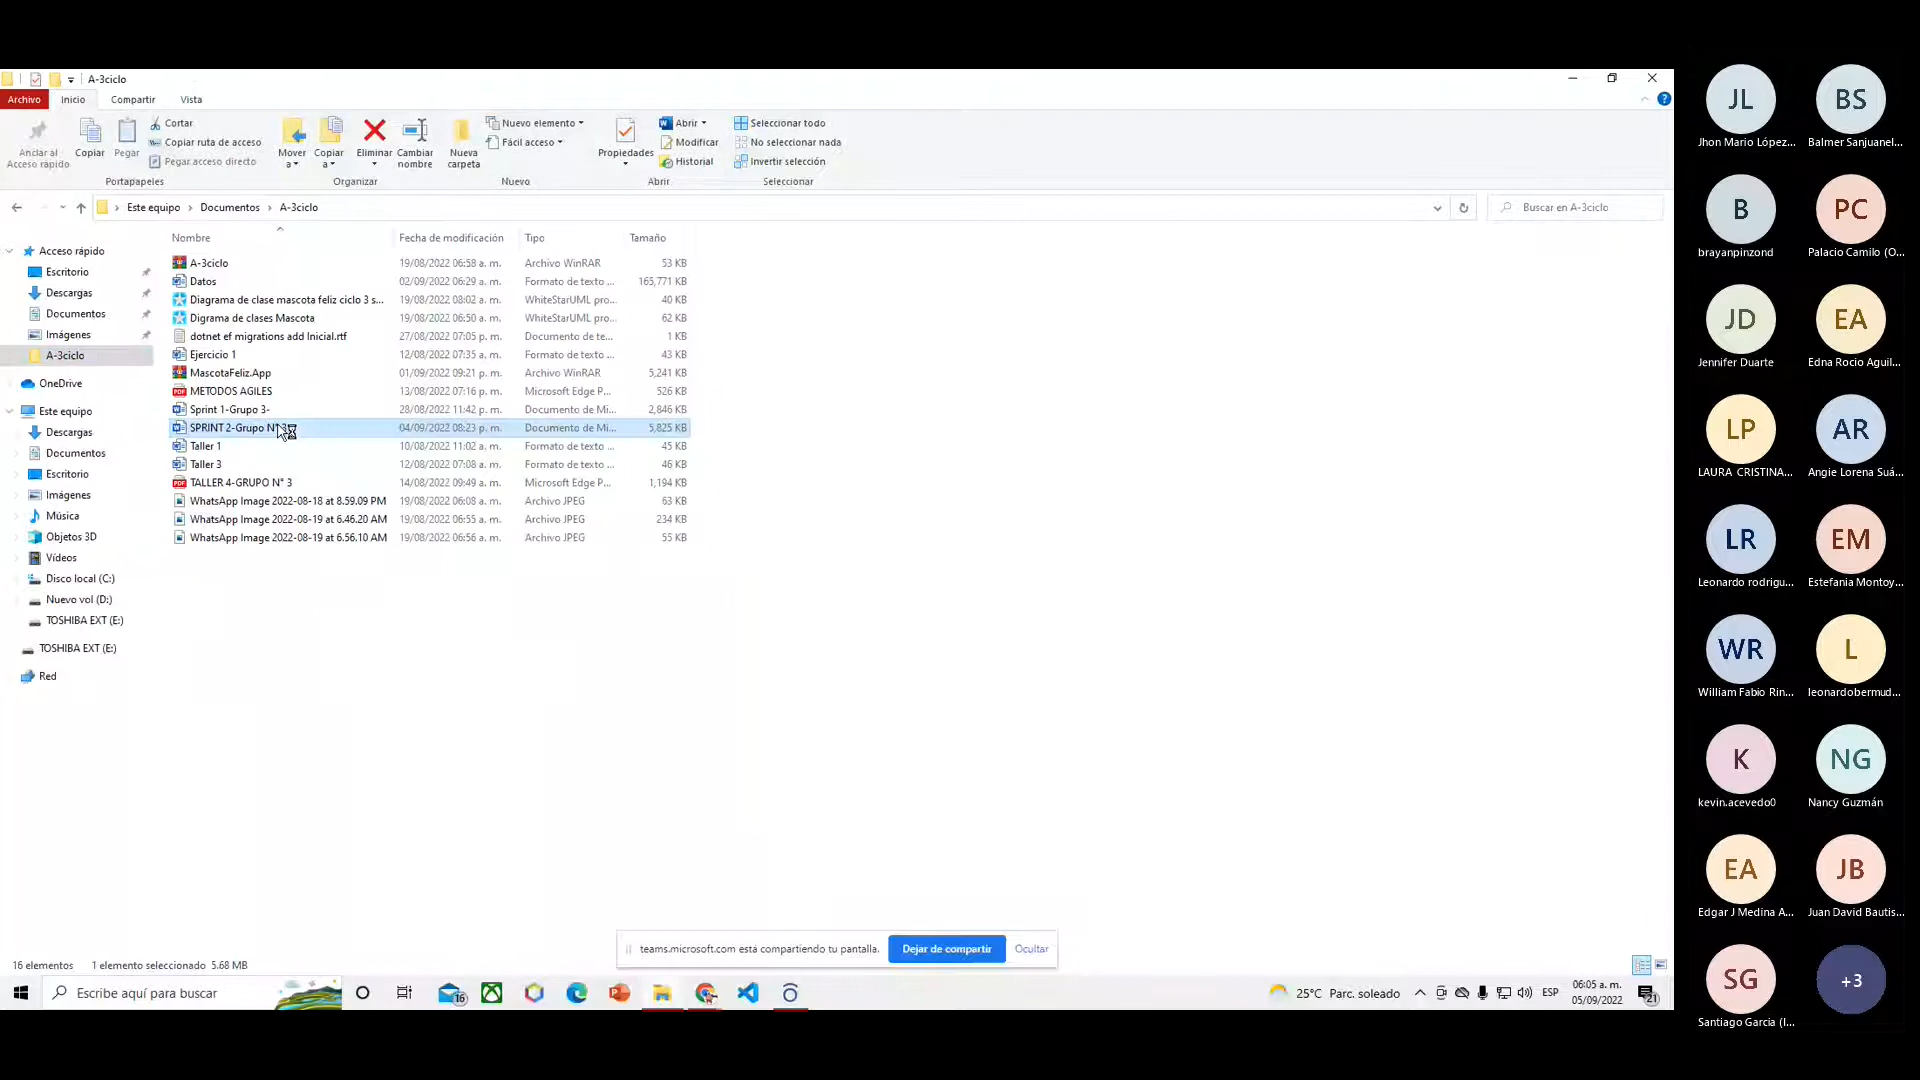 A-3ciclo
Archivo Inicio Compartir Vista
Anclar al Acceso rápido
Copiar
Pegar
Cortar
Copiar ruta de acceso
Pegar acceso directo
Portapapeles
Mover a
Copiar a
Eliminar
Cambiar nombre
Organizar
Nueva carpeta
Nuevo elemento
Fácil acceso
Nuevo
Propiedades
Abrir
Modificar
Historial
Abrir
Seleccionar todo
No seleccionar nada
Invertir selección
Seleccionar
Este equipo > Documentos > A-3ciclo
Buscar en A-3ciclo
Acceso rápido
Escritorio
Descargas
Documentos
Imágenes
A-3ciclo
OneDrive
Este equipo
Descargas
Documentos
Escritorio
Imágenes
Música
Objetos 3D
Vídeos
Disco local (C:)
Nuevo vol (D:)
TOSHIBA EXT (E:)
TOSHIBA EXT (E:)
Red
Nombre Fecha de modificación Tipo Tamaño
A-3ciclo 19/08/2022 06:58 a. m. Archivo WinRAR 53 KB
Datos 02/09/2022 06:29 a. m. Formato de texto ... 165,771 KB
Diagrama de clase mascota feliz ciclo 3 s... 19/08/2022 08:02 a. m. WhiteStarUML pro... 40 KB
Digrama de clases Mascota 19/08/2022 06:50 a. m. WhiteStarUML pro... 62 KB
dotnet ef migrations add Inicial.rtf 27/08/2022 07:05 p. m. Documento de te... 1 KB
Ejercicio 1 12/08/2022 07:35 a. m. Formato de texto ... 43 KB
MascotaFeliz.App 01/09/2022 09:21 p. m. Archivo WinRAR 5,241 KB
METODOS AGILES 13/08/2022 07:16 p. m. Microsoft Edge P... 526 KB
Sprint 1-Grupo 3- 28/08/2022 11:42 p. m. Documento de Mi... 2,846 KB
SPRINT 2-Grupo N° 04/09/2022 08:23 p. m. Documento de Mi... 5,825 KB
Taller 1 10/08/2022 11:02 a. m. Formato de texto ... 45 KB
Taller 3 12/08/2022 07:08 a. m. Formato de texto ... 46 KB
TALLER 4-GRUPO N° 3 14/08/2022 09:49 a. m. Microsoft Edge P... 1,194 KB
WhatsApp Image 2022-08-18 at 8.59.09 PM 19/08/2022 06:08 a. m. Archivo JPEG 63 KB
WhatsApp Image 2022-08-19 at 6.46.20 AM 19/08/2022 06:55 a. m. Archivo JPEG 234 KB
WhatsApp Image 2022-08-19 at 6.56.10 AM 19/08/2022 06:56 a. m. Archivo JPEG 55 KB
teams.microsoft.com está compartiendo tu pantalla. Dejar de compartir Ocultar
16 elementos 1 elemento seleccionado 5.68 MB
Escribe aquí para buscar
16
25°C Parc. soleado
ESP
06:05 a. m.
05/09/2022
21
JL BS
Jhon Mario López... Balmer Sanjuanel...
B PC
brayanpinzond Palacio Camilo (O...
JD EA
Jennifer Duarte Edna Rocio Aguil...
LP AR
LAURA CRISTINA... Angie Lorena Suá...
LR EM
Leonardo rodrigu... Estefania Montoy...
WR L
William Fabio Rin... leonardobermud...
K NG
kevin.acevedo0 Nancy Guzmán
EA JB
Edgar J Medina A... Juan David Bautis...
SG +3
Santiago Garcia (I...